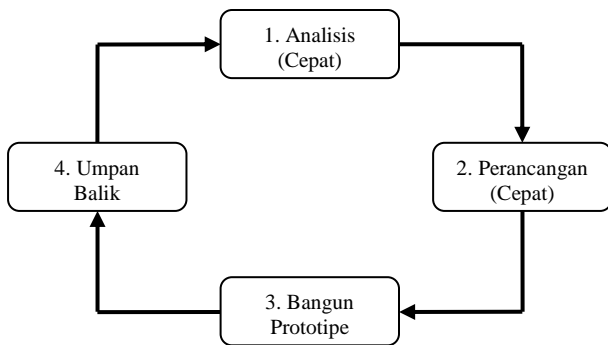 1. Analisis
(Cepat)
2. Perancangan
(Cepat)
3. Bangun
Prototipe
4. Umpan
Balik